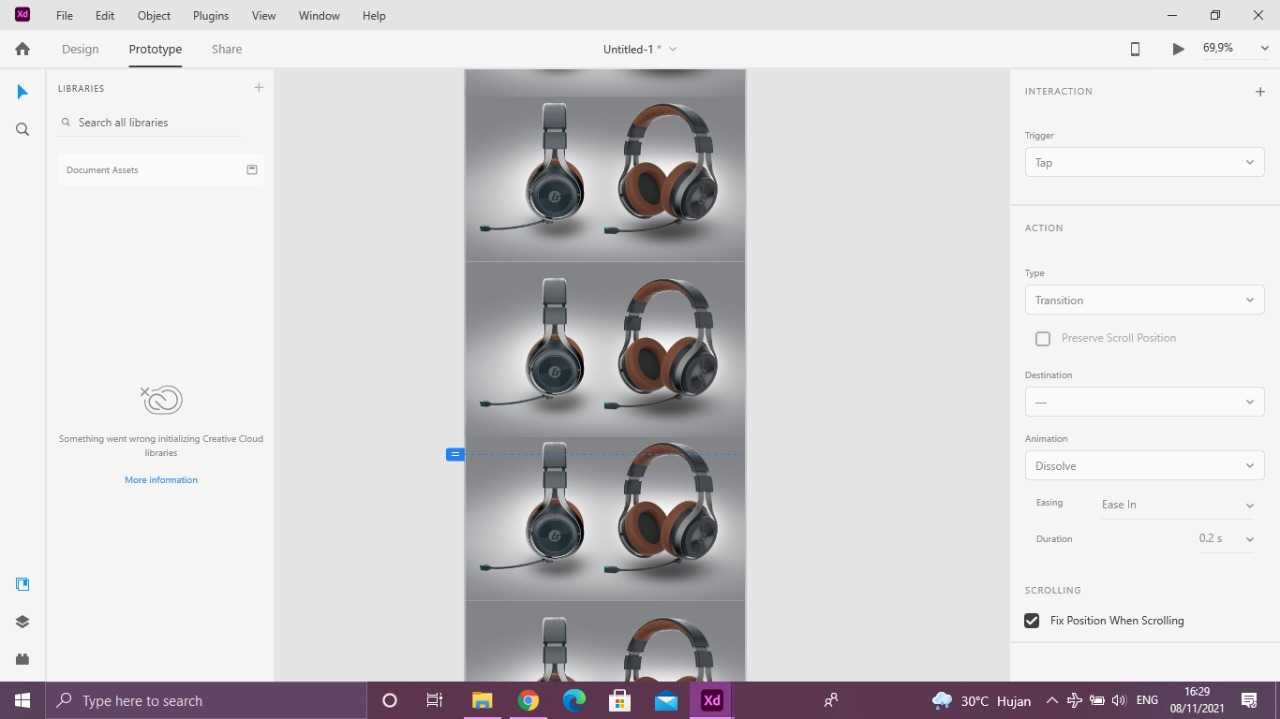 Xd File Edit Object Plugins View Window Help
Design Prototype Share Untitled-1 * 69,9%
LIBRARIES
Search all libraries
Document Assets
Something went wrong initializing Creative Cloud
libraries
More information
INTERACTION
Trigger
Tap
ACTION
Type
Transition
Preserve Scroll Position
Destination
—
Animation
Dissolve
Easing Ease In
Duration 0.2 s
SCROLLING
Fix Position When Scrolling
Type here to search
Xd
30°C Hujan
ENG
16:29
08/11/2021